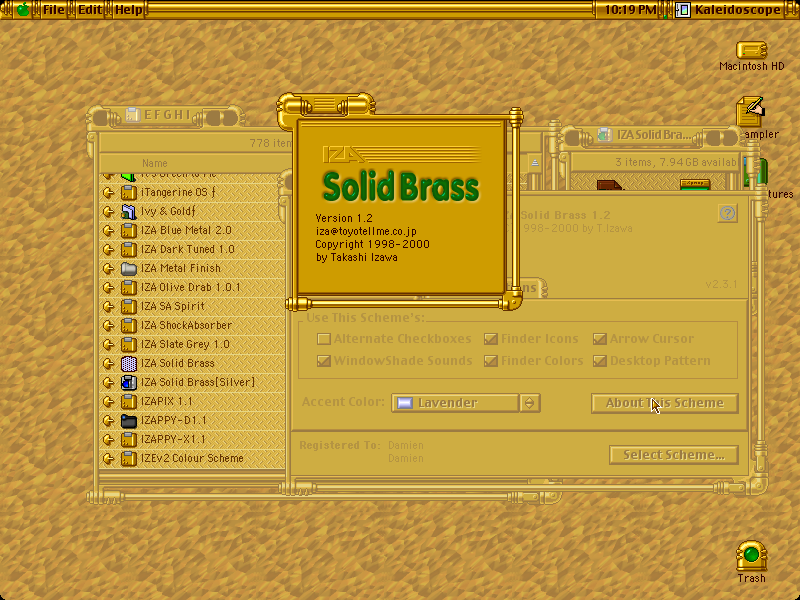 File Edit Help 10:19 PM Kaleidoscope
Macintosh HD
ampler
tures
Trash
E F G H I
778 item
Name
iTangerine OS ƒ
Ivy & Goldƒ
IZA Blue Metal 2.0
IZA Dark Tuned 1.0
IZA Metal Finish
IZA Olive Drab 1.0.1
IZA SA Spirit
IZA ShockAbsorber
IZA Slate Grey 1.0
IZA Solid Brass
IZA Solid Brass[Silver]
IZAPIX 1.1
IZAPPY-D1.1
IZAPPY-X1.1
IZEv2 Colour Scheme
IZA Solid Bra...
3 items, 7.94GB availab
IZA
Solid Brass
Version 1.2
iza@toyotellme.co.jp
Copyright 1998-2000
by Takashi Izawa
Solid Brass 1.2
1998-2000 by T.Izawa
v2.3.1
ns
Use This Scheme's:
Alternate Checkboxes Finder Icons Arrow Cursor
WindowShade Sounds Finder Colors Desktop Pattern
Accent Color: Lavender About This Scheme
Registered To: Damien
Damien
Select Scheme...